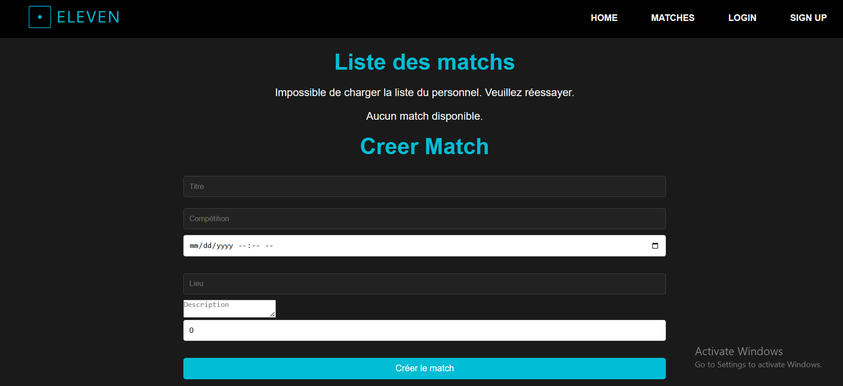 ELEVEN
HOME MATCHES LOGIN SIGN UP
Liste des matchs
Impossible de charger la liste du personnel. Veuillez réessayer.
Aucun match disponible.
Creer Match
Titre
Compétition
mm/dd/yyyy --:-- --
Lieu
Description
0
Créer le match
Activate Windows
Go to Settings to activate Windows.